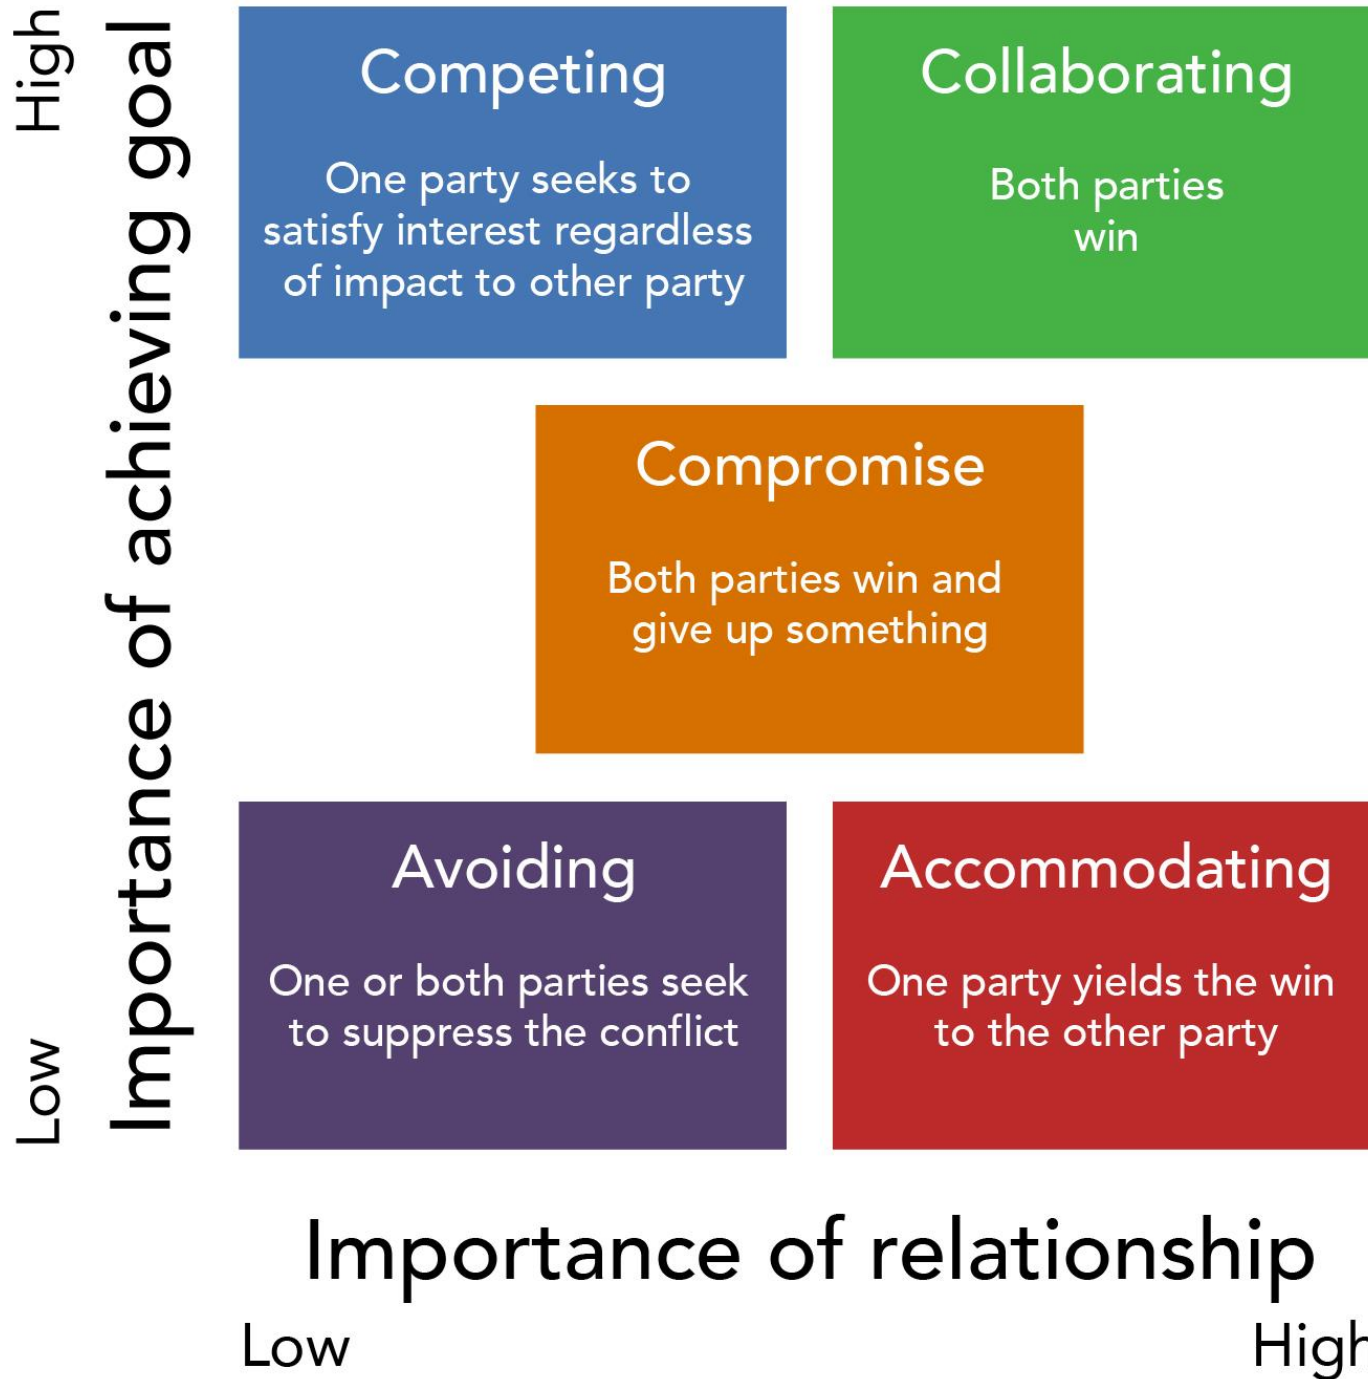 High
Importance of achieving goal
Low
Competing
One party seeks to
satisfy interest regardless
of impact to other party
Collaborating
Both parties
win
Compromise
Both parties win and
give up something
Avoiding
One or both parties seek
to suppress the conflict
Accommodating
One party yields the win
to the other party
Importance of relationship
Low
High